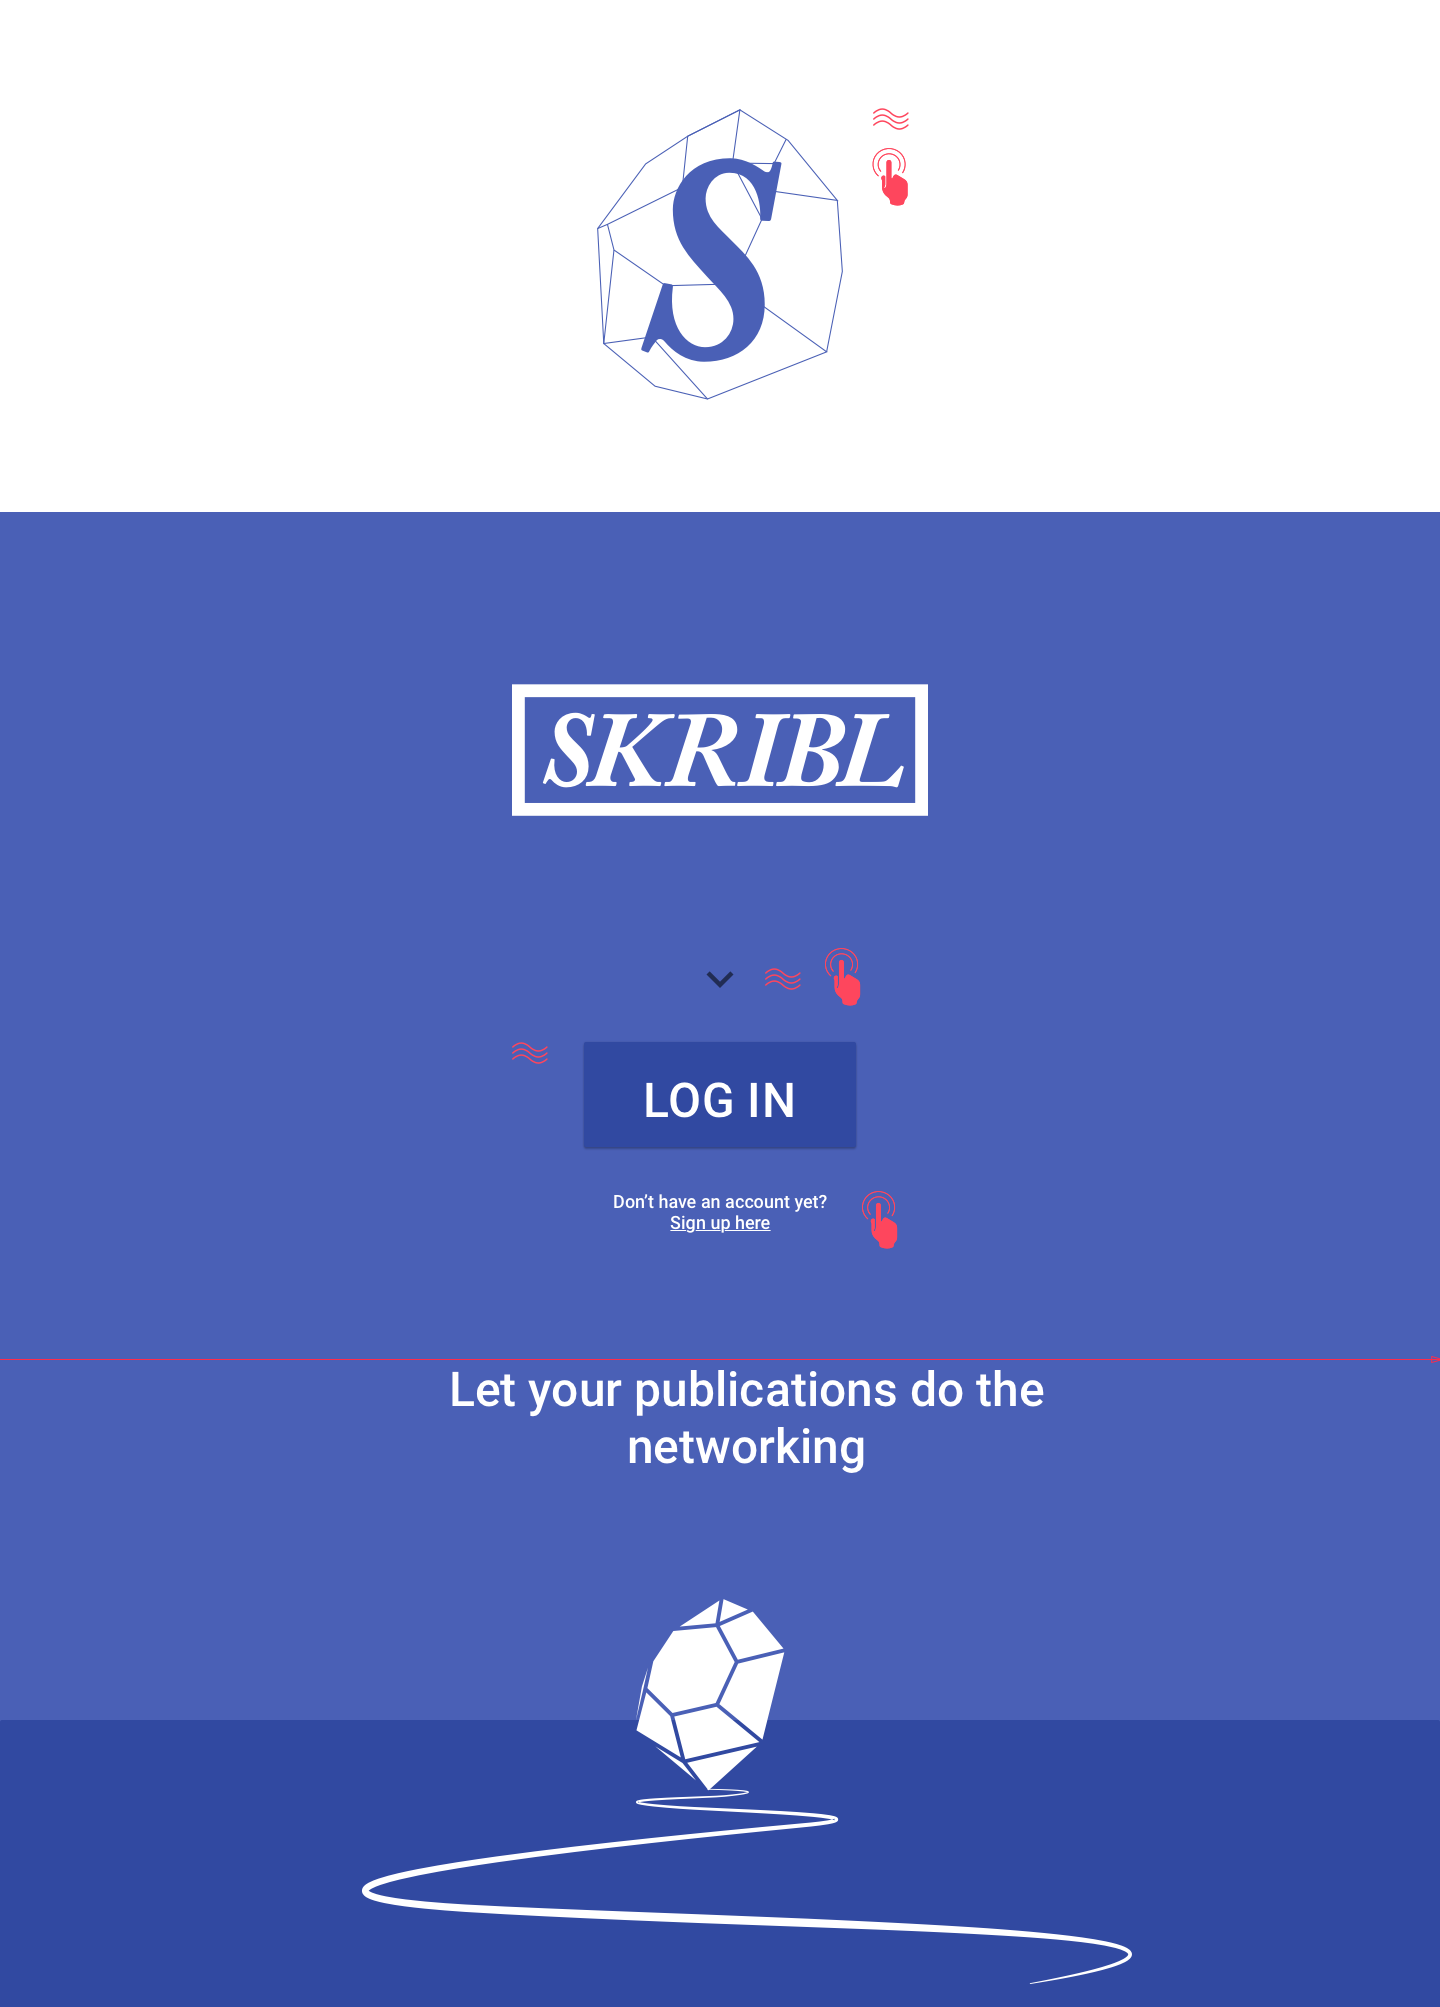 S
SKRIBL
LOG IN
Don’t have an account yet?
Sign up here
Let your publications do the
networking